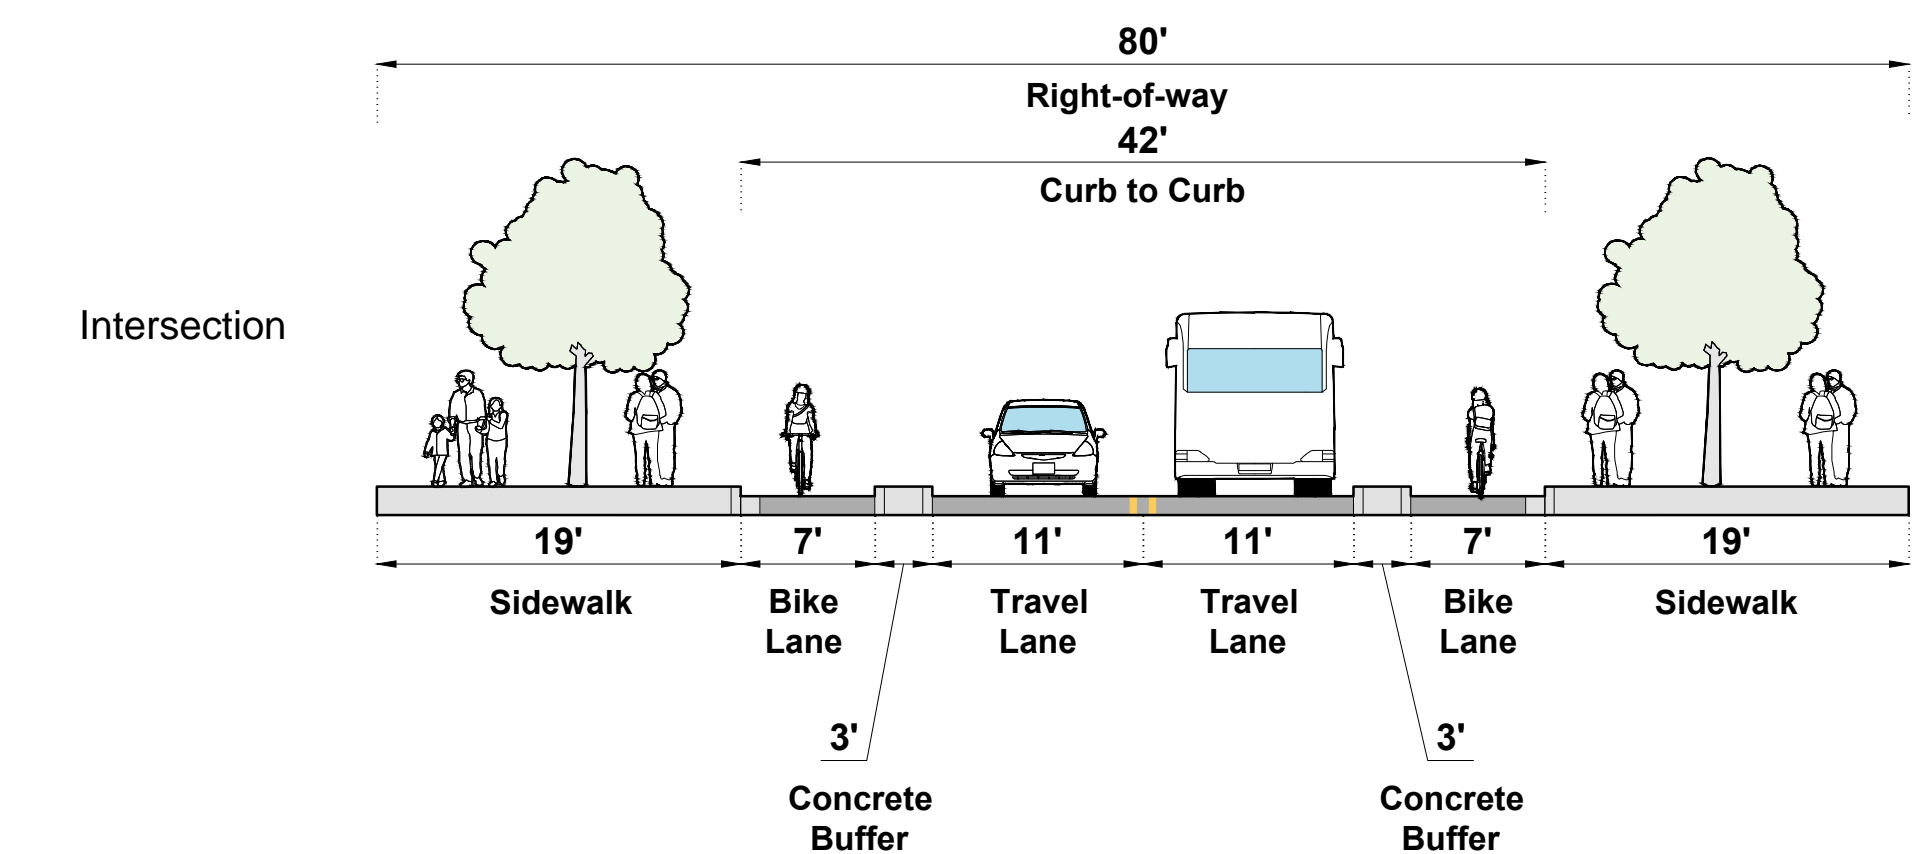 80'
Right-of-way
42'
Curb to Curb
Intersection
19' 7' 11' 11' 7' 19'
Sidewalk Bike Travel Travel Bike Sidewalk
Lane Lane Lane Lane
3' 3'
Concrete Concrete
Buffer Buffer